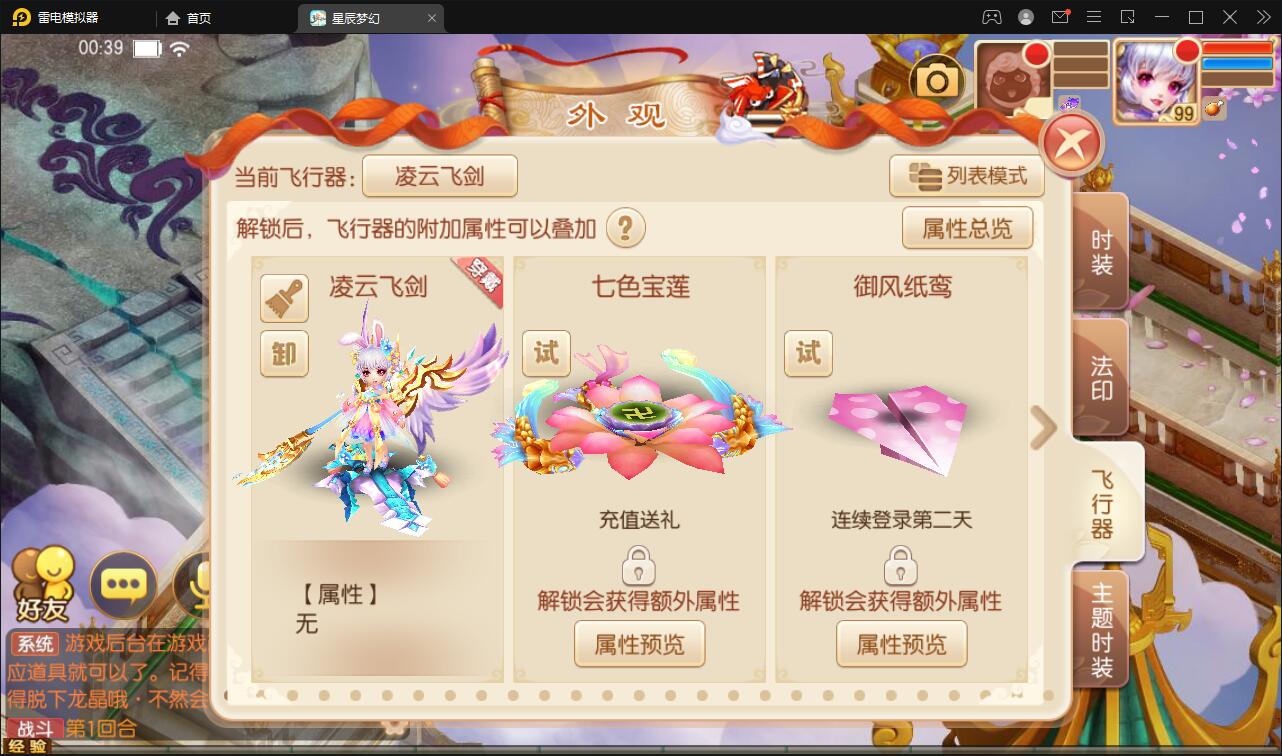 雷电模拟器
首页
星辰梦幻
00:39
外观
99
当前飞行器：
凌云飞剑
列表模式
解锁后，飞行器的附加属性可以叠加
?
属性总览
凌云飞剑
穿戴
卸
【属性】
无
七色宝莲
试
卍
充值送礼
解锁会获得额外属性
属性预览
御风纸鸾
试
连续登录第二天
解锁会获得额外属性
属性预览
时装
法印
飞行器
主题时装
好友
系统 游戏后台在游戏
应道具就可以了。记得
得脱下龙晶哦·不然会
战斗 第1回合
经验